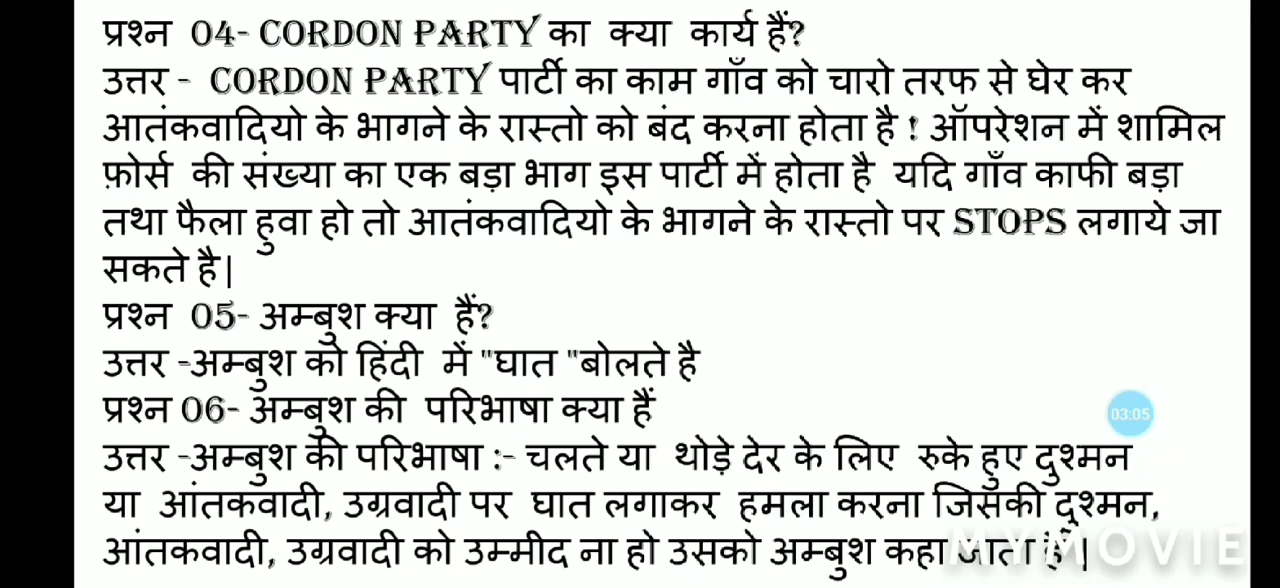 प्रश्न 04- CORDON PARTY का क्या कार्य हैं?
उत्तर - CORDON PARTY पार्टी का काम गाँव को चारो तरफ से घेर कर
आतंकवादियो के भागने के रास्तो को बंद करना होता है ! ऑपरेशन में शामिल
फ़ोर्स की संख्या का एक बड़ा भाग इस पार्टी में होता है यदि गाँव काफी बड़ा
तथा फैला हुवा हो तो आतंकवादियो के भागने के रास्तो पर STOPS लगाये जा
सकते है|
प्रश्न 05- अम्बुश क्या हैं?
उत्तर -अम्बुश को हिंदी में "घात "बोलते है
प्रश्न 06- अम्बुश की परिभाषा क्या हैं
03:05
उत्तर -अम्बुश की परिभाषा :- चलते या थोड़े देर के लिए रुके हुए दुश्मन
या आंतकवादी, उग्रवादी पर घात लगाकर हमला करना जिसकी दुश्मन,
आंतकवादी, उग्रवादी को उम्मीद ना हो उसको अम्बुश कहा जाता है |
MYMOVIE